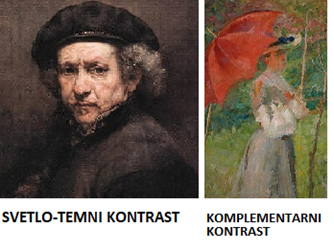 SVETLO-TEMNI KONTRAST
KOMPLEMENTARNI
KONTRAST